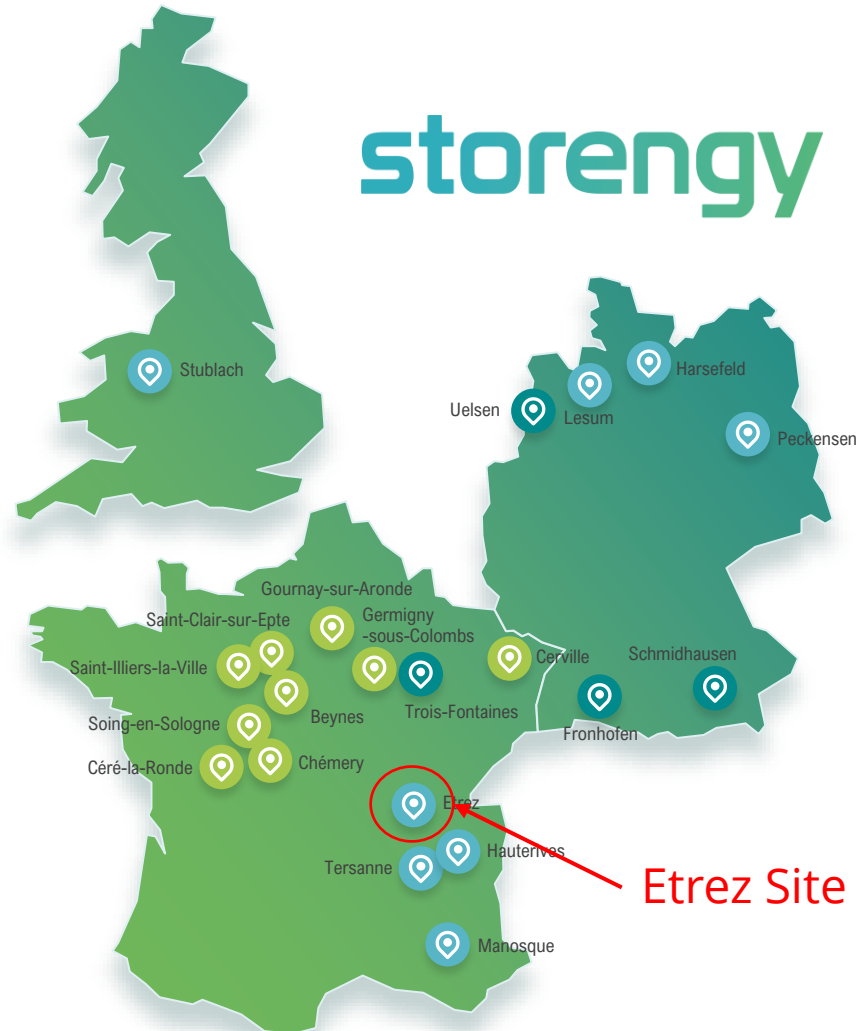 storengy
Stublach
Harsefeld
Uelsen
Lesum
Peckensen
Gournay-sur-Aronde
Saint-Clair-sur-Epte
Germigny
-sous-Colombs
Saint-Illiers-la-Ville
Cerville
Schmidhausen
Beynes
Trois-Fontaines
Soing-en-Sologne
Fronhofen
Céré-la-Ronde
Chémery
Etrez
Hauterives
Tersanne
Etrez Site
Manosque